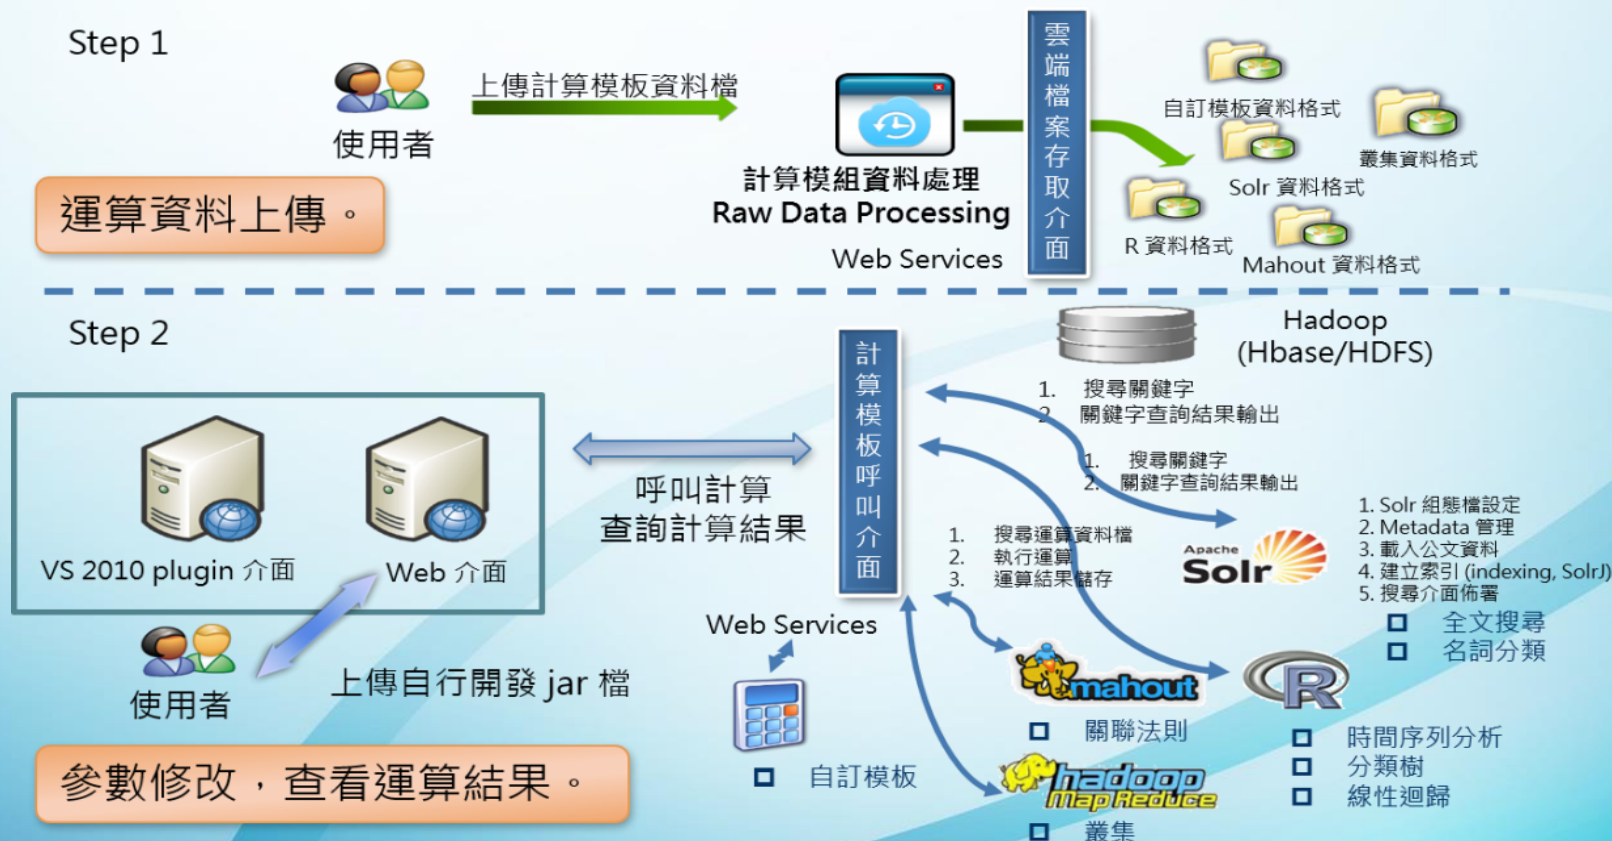 Step 1
上傳計算模板資料檔
使用者
運算資料上傳。
計算模組資料處理
Raw Data Processing
Web Services
雲端檔案存取介面
自訂模板資料格式
叢集資料格式
Solr 資料格式
R 資料格式
Mahout 資料格式
Step 2
Hadoop
(Hbase/HDFS)
計算模板呼叫介面
1. 搜尋關鍵字
2. 關鍵字查詢結果輸出
1. 搜尋關鍵字
2. 關鍵字查詢結果輸出
呼叫計算
查詢計算結果
VS 2010 plugin 介面
Web 介面
1. 搜尋運算資料檔
2. 執行運算
3. 運算結果儲存
Apache
Solr
1. Solr 組態檔設定
2. Metadata 管理
3. 載入公文資料
4. 建立索引 (indexing, SolrJ)
5. 搜尋介面佈署
全文搜尋
名詞分類
Web Services
使用者
上傳自行開發 jar 檔
mahout
R
關聯法則
時間序列分析
分類樹
線性迴歸
自訂模板
hadoop
Map Reduce
叢集
參數修改，查看運算結果。